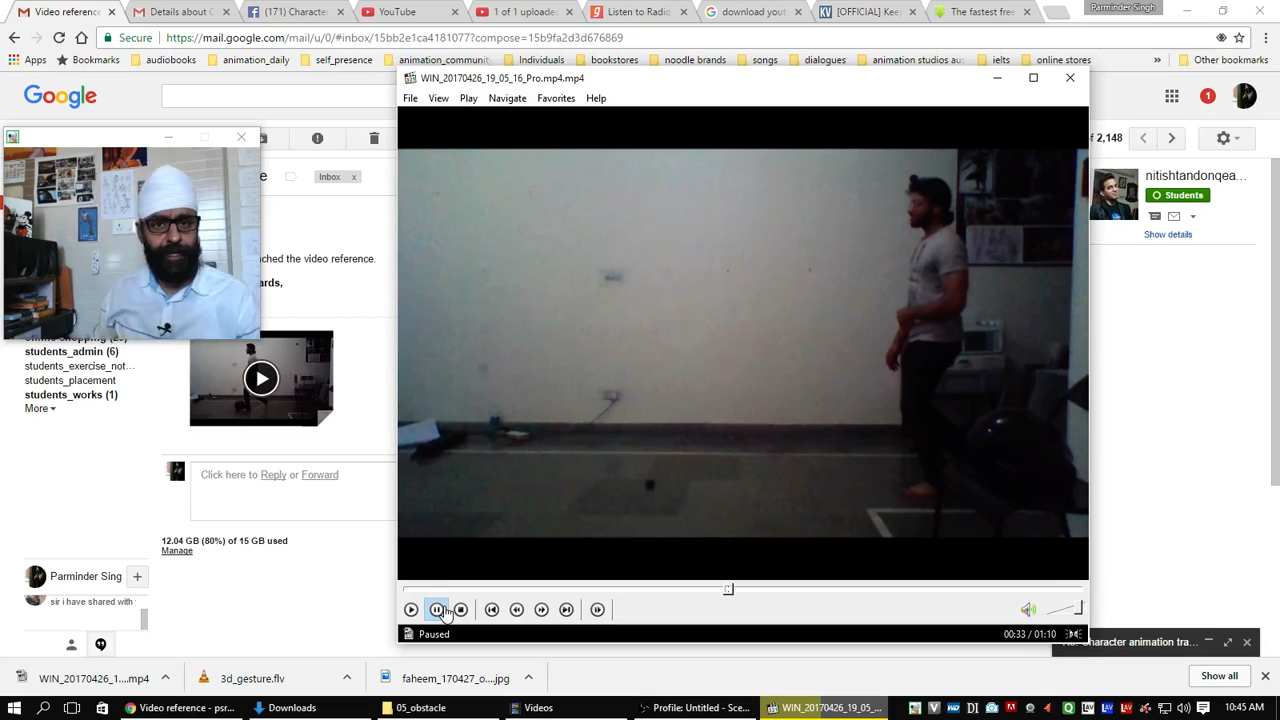 Parminder Singh
Video reference
Details about C
(171) Character
YouTube
1 of 1 uploade
Listen to Radio
download yout
[OFFICIAL] Kee
The fastest free
Secure
https://mail.google.com/mail/u/0/#inbox/15bb2e1ca4181077?compose=15b9fa2d3d676869
Apps
Bookmarks
audiobooks
animation_daily
self_presence
animation_communit
Individuals
bookstores
noodle brands
songs
dialogues
animation studios aus
ielts
online stores
»
Other bookmarks
Google
WIN_20170426_19_05_16_Pro.mp4.mp4
File View Play Navigate Favorites Help
1
of 2,148
Inbox x
nitishtandonqea...
Students
Show details
ached the video reference.
ards,
students_admin (6)
students_exercise_not...
students_placement
students_works (1)
More
Click here to Reply or Forward
12.04 GB (80%) of 15 GB used
Manage
Parminder Sing
sir i have shared with
Paused
00:33 / 01:10
Character animation tra...
WIN_20170426_1....mp4
3d_gesture.flv
faheem_170427_o....jpg
Show all
Video reference - psr...
Downloads
05_obstacle
Videos
Profile: Untitled - Sce...
WIN_20170426_19_05_...
10:45 AM